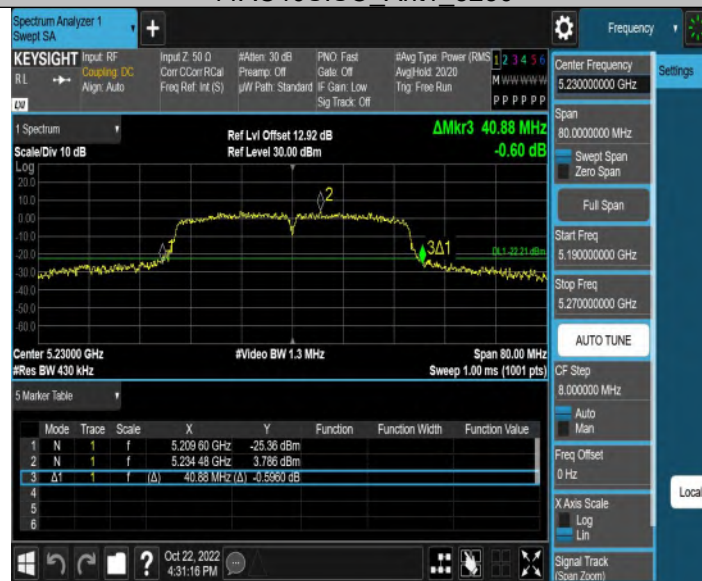 Spectrum Analyzer 1
Swept SA
+
Frequency
KEYSIGHT Input: RF Input Z: 50 Ω #Atten: 30 dB PNO: Fast #Avg Type: Power (RMS 1 2 3 4 5 6
RL Coupling: DC Corr CCorr RCal Preamp: Off Gate: Off Avg|Hold: 20/20 M W W W W W
Align: Auto Freq Ref: Int (S) µW Path: Standard IF Gain: Low Trig: Free Run
Sig Track: Off P P P P P P
LXI
1 Spectrum
Scale/Div 10 dB
Ref Lvl Offset 12.92 dB
Ref Level 30.00 dBm
ΔMkr3 40.88 MHz
-0.60 dB
Log
20.0
10.0
0.00
-10.0
-20.0
-30.0
-40.0
-50.0
-60.0
2
1
3Δ1
DL1 -22.21 dBm
Center 5.23000 GHz #Video BW 1.3 MHz Span 80.00 MHz
#Res BW 430 kHz Sweep 1.00 ms (1001 pts)
5 Marker Table
Mode Trace Scale X Y Function Function Width Function Value
1 N 1 f 5.209 60 GHz -25.36 dBm
2 N 1 f 5.234 48 GHz 3.786 dBm
3 Δ1 1 f (Δ) 40.88 MHz (Δ) -0.5960 dB
4
5
6
Oct 22, 2022
4:31:16 PM
?
Center Frequency
5.230000000 GHz
Settings
Span
80.0000000 MHz
Swept Span
Zero Span
Full Span
Start Freq
5.190000000 GHz
Stop Freq
5.270000000 GHz
AUTO TUNE
CF Step
8.000000 MHz
Auto
Man
Freq Offset
0 Hz
Local
X Axis Scale
Log
Lin
Signal Track
(Span Zoom)